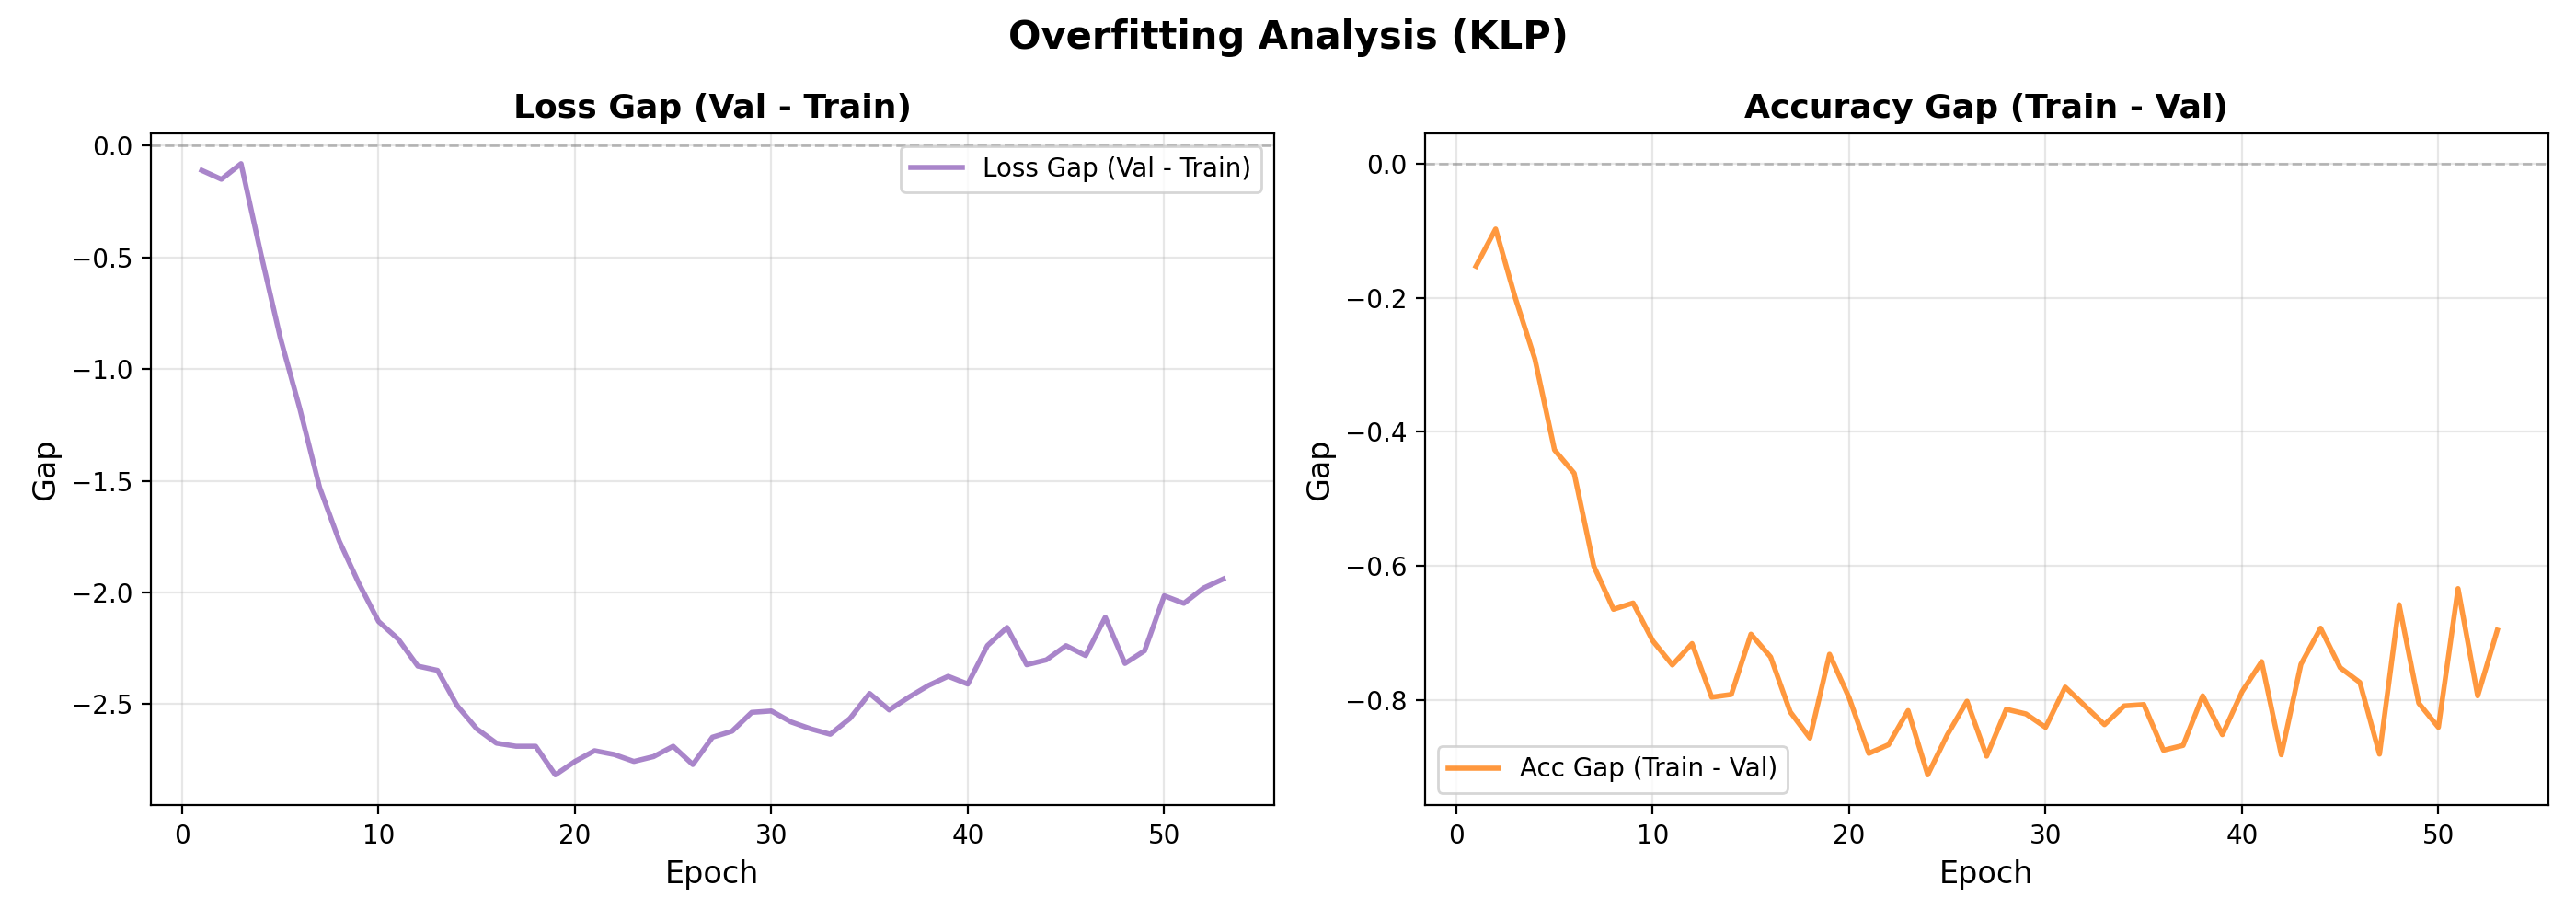 Overfitting Analysis (KLP)
Loss Gap (Val - Train)
0.0
−0.5
−1.0
−1.5
−2.0
−2.5
Gap
Loss Gap (Val - Train)
0 10 20 30 40 50
Epoch
Accuracy Gap (Train - Val)
0.0
−0.2
−0.4
−0.6
−0.8
Gap
Acc Gap (Train - Val)
0 10 20 30 40 50
Epoch